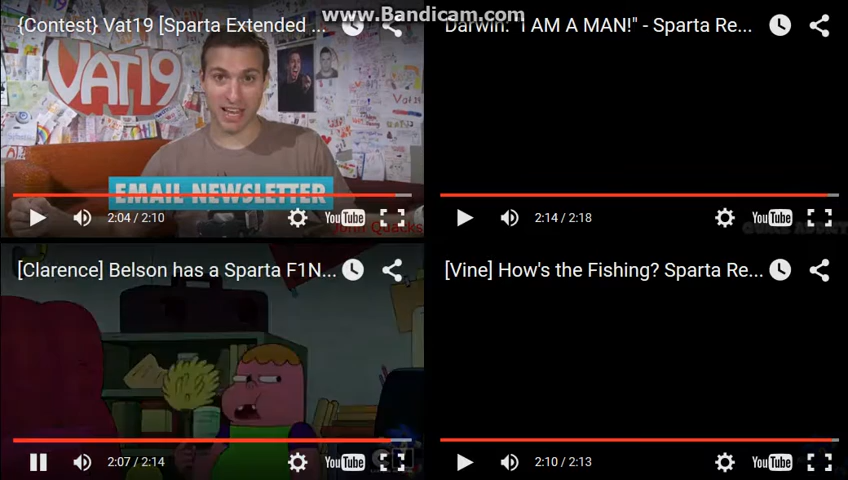 www.Bandicam.com
{Contest} Vat19 [Sparta Extended ...
Darwin: "I AM A MAN!" - Sparta Re...
VAT19
EMAIL NEWSLETTER
2:04 / 2:10
YouTube
2:14 / 2:18
YouTube
Quacks
[Clarence] Belson has a Sparta F1N...
[Vine] How's the Fishing? Sparta Re...
2:07 / 2:14
YouTube
2:10 / 2:13
YouTube